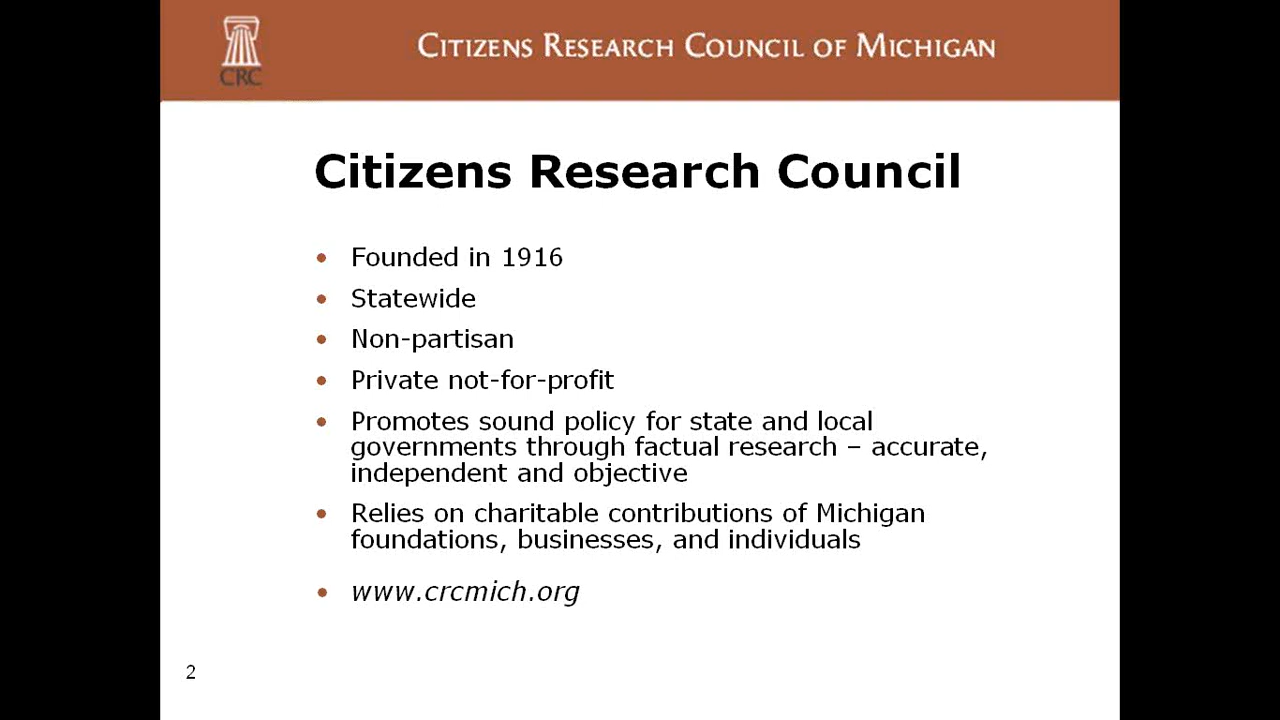 CRC
CITIZENS RESEARCH COUNCIL OF MICHIGAN
Citizens Research Council
• Founded in 1916
• Statewide
• Non-partisan
• Private not-for-profit
• Promotes sound policy for state and local
governments through factual research – accurate,
independent and objective
• Relies on charitable contributions of Michigan
foundations, businesses, and individuals
• www.crcmich.org
2